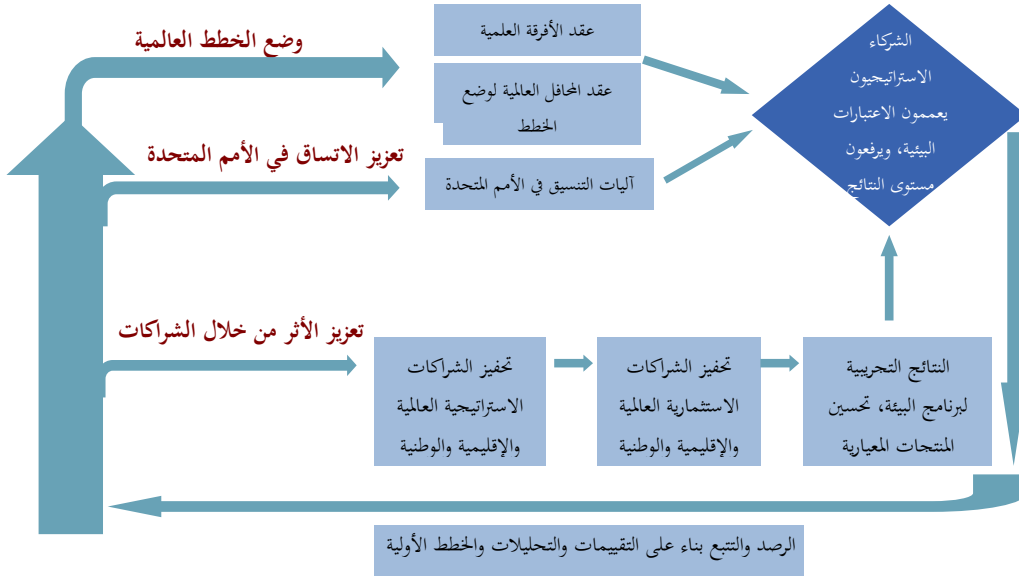 وضع الخطط العالمية
عقد الأفرقة العلمية
عقد المحافل العالمية لوضع
الخطط
تعزيز الاتساق في الأمم المتحدة
آليات التنسيق في الأمم المتحدة
الشركاء
الاستراتيجيون
يعممون الاعتبارات
البيئية، ويرفعون
مستوى النتائج
تعزيز الأثر من خلال الشراكات
تحفيز الشراكات
الاستراتيجية العالمية
والإقليمية والوطنية
تحفيز الشراكات
الاستثمارية العالمية
والإقليمية والوطنية
النتائج التجريبية
لبرنامج البيئة، تحسين
المنتجات المعيارية
الرصد والتتبع بناء على التقييمات والتحليلات والخطط الأولية